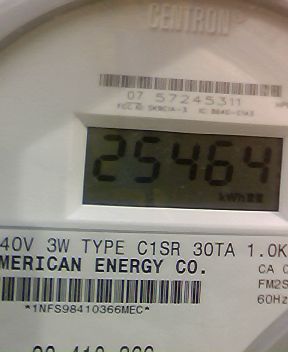 CENTRON®
07 57245311
25464
kWh
40V 3W TYPE C1SR 30TA 1.0K
MERICAN ENERGY CO.
CA 0
FM2S
60Hz
*1NFS98410366MEC*